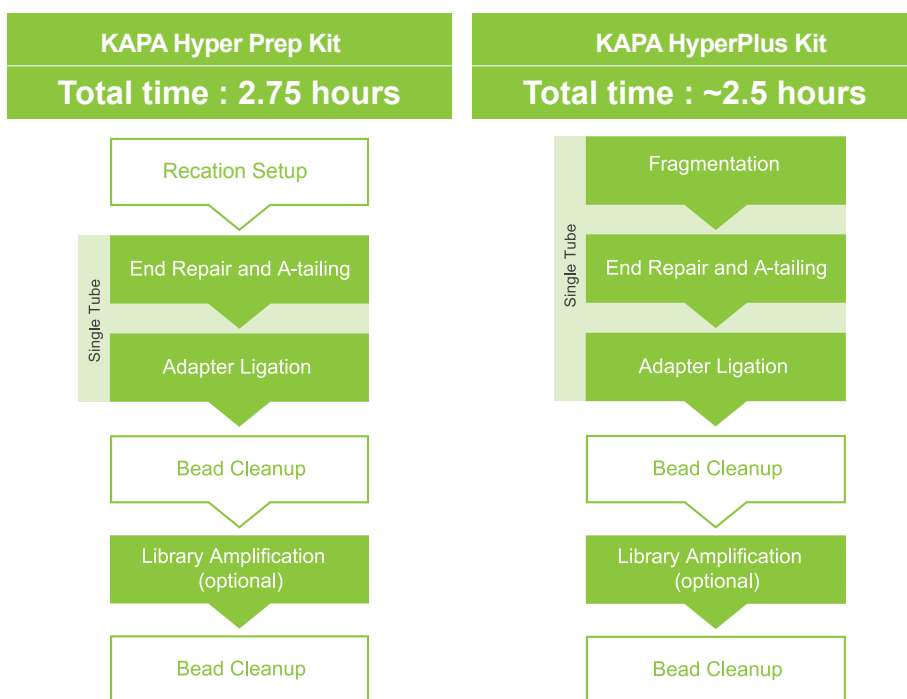 KAPA Hyper Prep Kit
Total time : 2.75 hours
Recation Setup
Single Tube
End Repair and A-tailing
Adapter Ligation
Bead Cleanup
Library Amplification
(optional)
Bead Cleanup
KAPA HyperPlus Kit
Total time : ~2.5 hours
Single Tube
Fragmentation
End Repair and A-tailing
Adapter Ligation
Bead Cleanup
Library Amplification
(optional)
Bead Cleanup